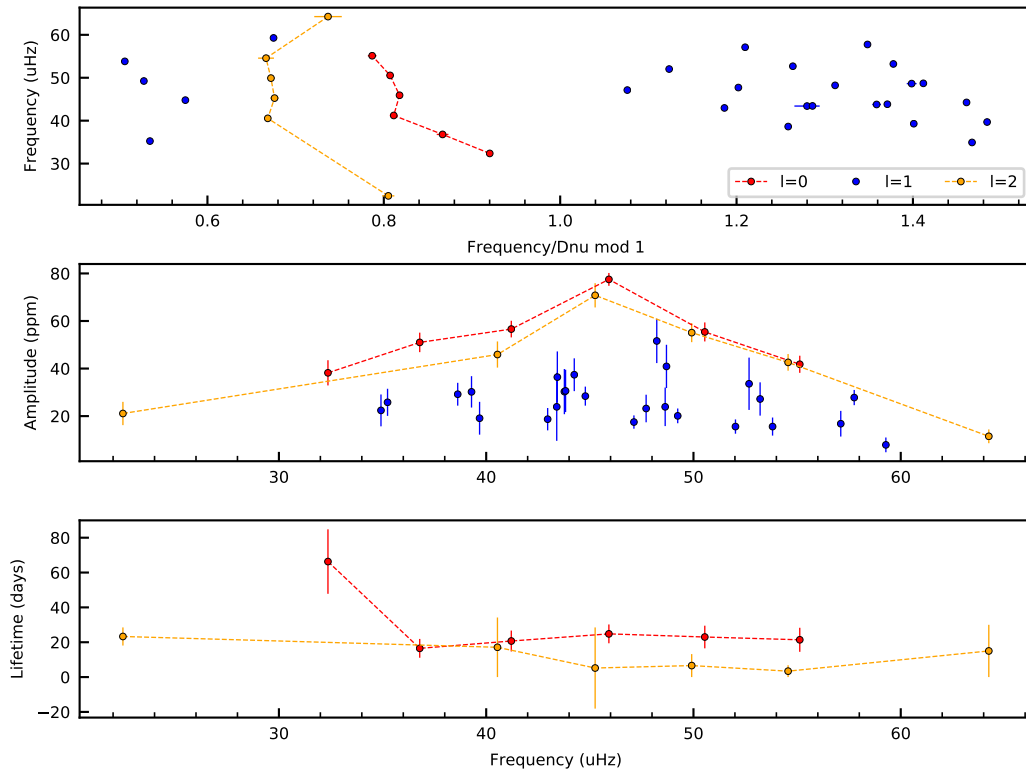 Frequency (uHz)
60
50
40
30
0.6 0.8 1.0 1.2 1.4
l=0 l=1 l=2
Frequency/Dnu mod 1
Amplitude (ppm)
80
60
40
20
30 40 50 60
Lifetime (days)
80
60
40
20
0
−20
30 40 50 60
Frequency (uHz)